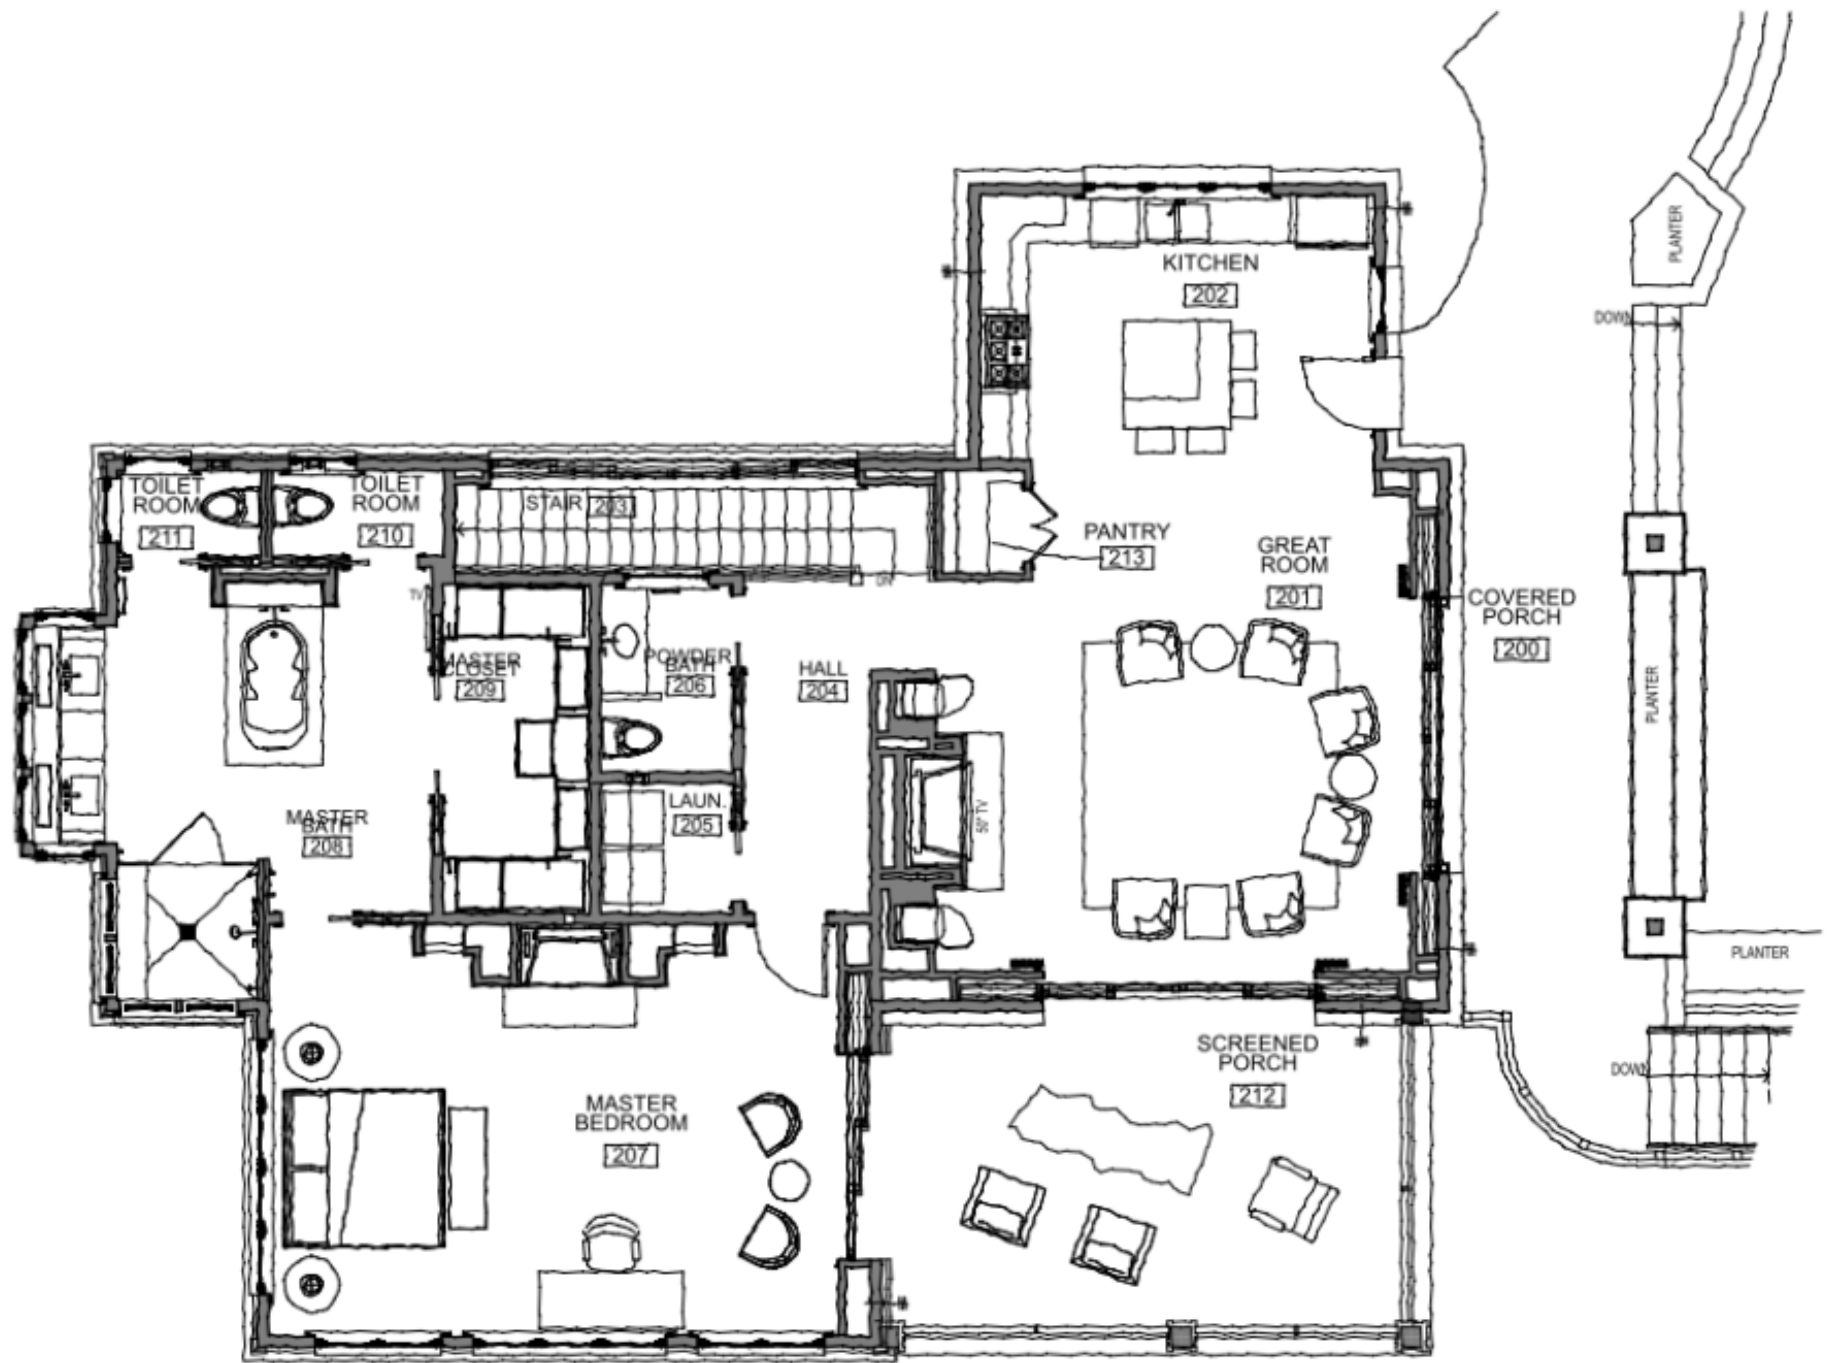 PLANTER
KITCHEN
202
DOWN
TOILET
ROOM
211
TOILET
ROOM
210
STAIR 203
PANTRY
213
GREAT
ROOM
201
COVERED
PORCH
200
DN
TV
MASTER
CLOSET
209
POWDER
BATH
206
HALL
204
PLANTER
50" TV
LAUN.
205
MASTER
BATH
208
PLANTER
SCREENED
PORCH
212
DOWN
MASTER
BEDROOM
207